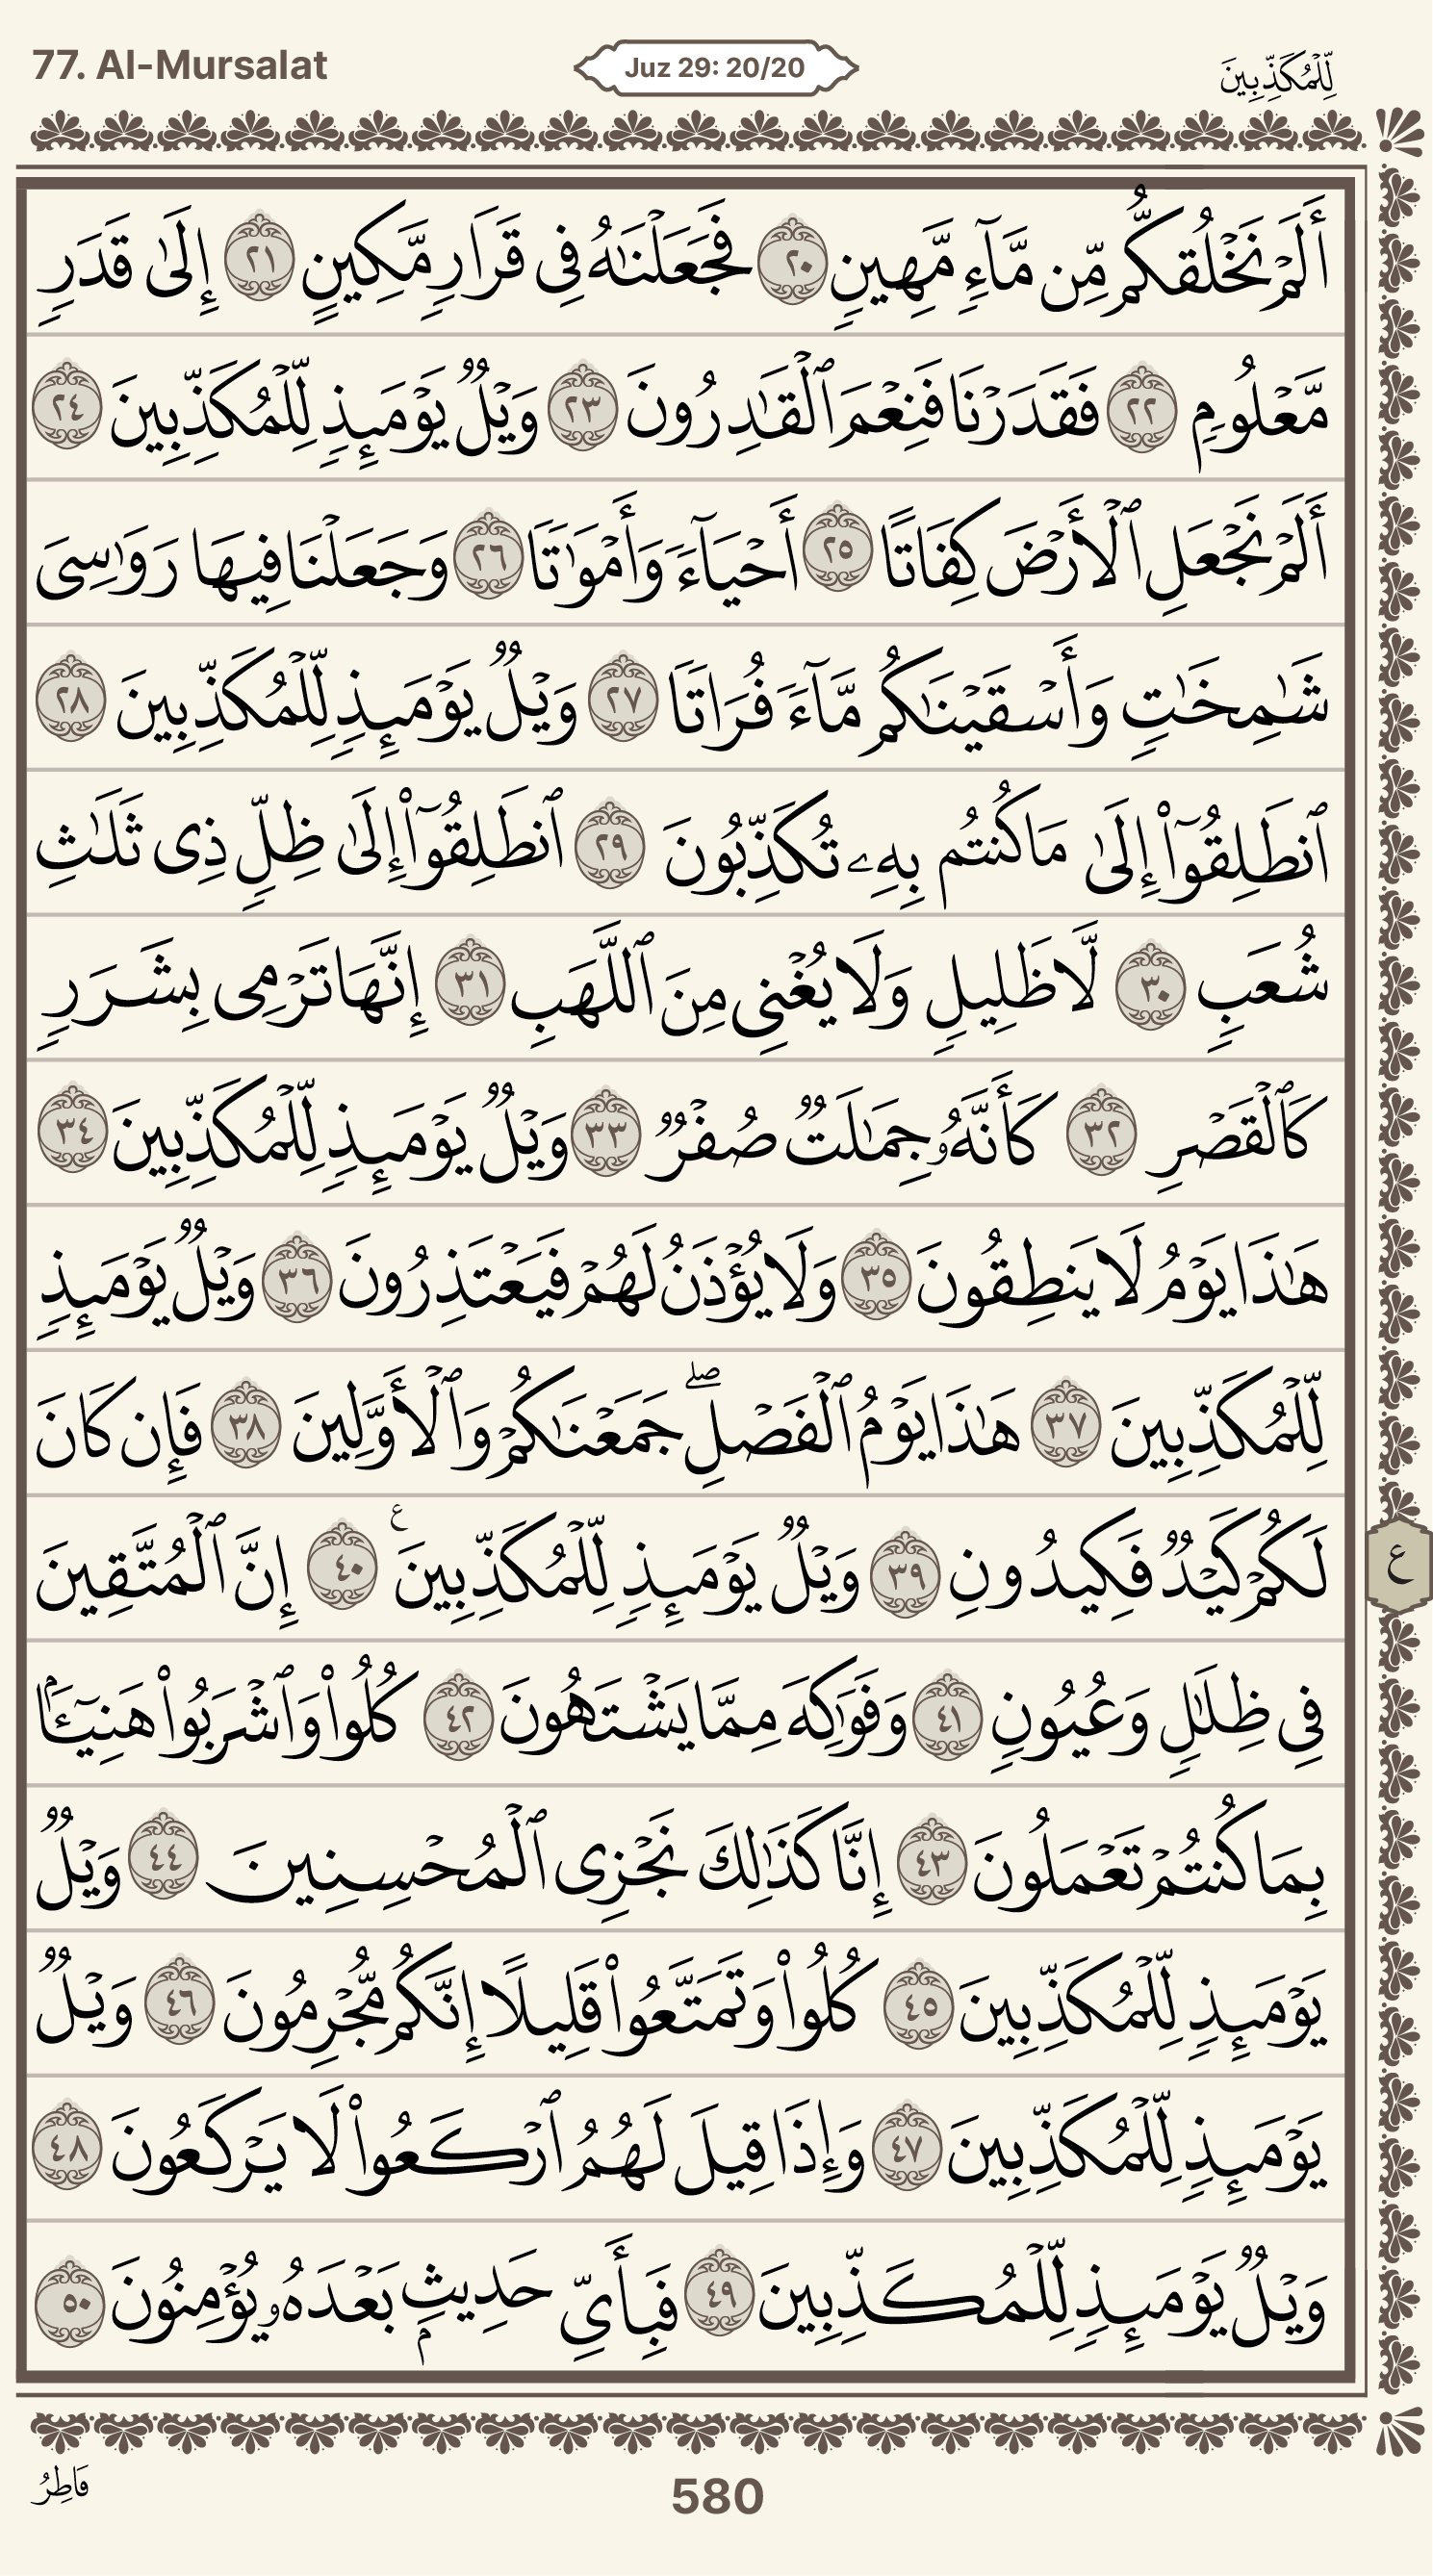 77. Al-Mursalat
Juz 29: 20/20
لِّلۡمُكَذِّبِينَ
أَلَمۡ نَخۡلُقكُّم مِّن مَّآءٖ مَّهِينٖ ٢٠ فَجَعَلۡنَٰهُ فِي قَرَارٖ مَّكِينٍ ٢١ إِلَىٰ قَدَرٖ
مَّعۡلُومٖ ٢٢ فَقَدَرۡنَا فَنِعۡمَ ٱلۡقَٰدِرُونَ ٢٣ وَيۡلٞ يَوۡمَئِذٖ لِّلۡمُكَذِّبِينَ ٢٤
أَلَمۡ نَجۡعَلِ ٱلۡأَرۡضَ كِفَاتًا ٢٥ أَحۡيَآءٗ وَأَمۡوَٰتٗا ٢٦ وَجَعَلۡنَا فِيهَا رَوَٰسِيَ
شَٰمِخَٰتٖ وَأَسۡقَيۡنَٰكُم مَّآءٗ فُرَاتٗا ٢٧ وَيۡلٞ يَوۡمَئِذٖ لِّلۡمُكَذِّبِينَ ٢٨
ٱنطَلِقُوٓاْ إِلَىٰ مَا كُنتُم بِهِۦ تُكَذِّبُونَ ٢٩ ٱنطَلِقُوٓاْ إِلَىٰ ظِلّٖ ذِي ثَلَٰثِ
شُعَبٖ ٣٠ لَّا ظَلِيلٖ وَلَا يُغۡنِي مِنَ ٱللَّهَبِ ٣١ إِنَّهَا تَرۡمِي بِشَرَرٖ
كَٱلۡقَصۡرِ ٣٢ كَأَنَّهُۥ جِمَٰلَتٞ صُفۡرٞ ٣٣ وَيۡلٞ يَوۡمَئِذٖ لِّلۡمُكَذِّبِينَ ٣٤
هَٰذَا يَوۡمُ لَا يَنطِقُونَ ٣٥ وَلَا يُؤۡذَنُ لَهُمۡ فَيَعۡتَذِرُونَ ٣٦ وَيۡلٞ يَوۡمَئِذٖ
لِّلۡمُكَذِّبِينَ ٣٧ هَٰذَا يَوۡمُ ٱلۡفَصۡلِۖ جَمَعۡنَٰكُمۡ وَٱلۡأَوَّلِينَ ٣٨ فَإِن كَانَ
لَكُمۡ كَيۡدٞ فَكِيدُونِ ٣٩ وَيۡلٞ يَوۡمَئِذٖ لِّلۡمُكَذِّبِينَ ع ٤٠ إِنَّ ٱلۡمُتَّقِينَ
ع
فِي ظِلَٰلٖ وَعُيُونٖ ٤١ وَفَوَٰكِهَ مِمَّا يَشۡتَهُونَ ٤٢ كُلُواْ وَٱشۡرَبُواْ هَنِيٓـَٔۢا
بِمَا كُنتُمۡ تَعۡمَلُونَ ٤٣ إِنَّا كَذَٰلِكَ نَجۡزِي ٱلۡمُحۡسِنِينَ ٤٤ وَيۡلٞ
يَوۡمَئِذٖ لِّلۡمُكَذِّبِينَ ٤٥ كُلُواْ وَتَمَتَّعُواْ قَلِيلًا إِنَّكُم مُّجۡرِمُونَ ٤٦ وَيۡلٞ
يَوۡمَئِذٖ لِّلۡمُكَذِّبِينَ ٤٧ وَإِذَا قِيلَ لَهُمُ ٱرۡكَعُواْ لَا يَرۡكَعُونَ ٤٨
وَيۡلٞ يَوۡمَئِذٖ لِّلۡمُكَذِّبِينَ ٤٩ فَبِأَيِّ حَدِيثِۭ بَعۡدَهُۥ يُؤۡمِنُونَ ٥٠
فَاطِرُ
580